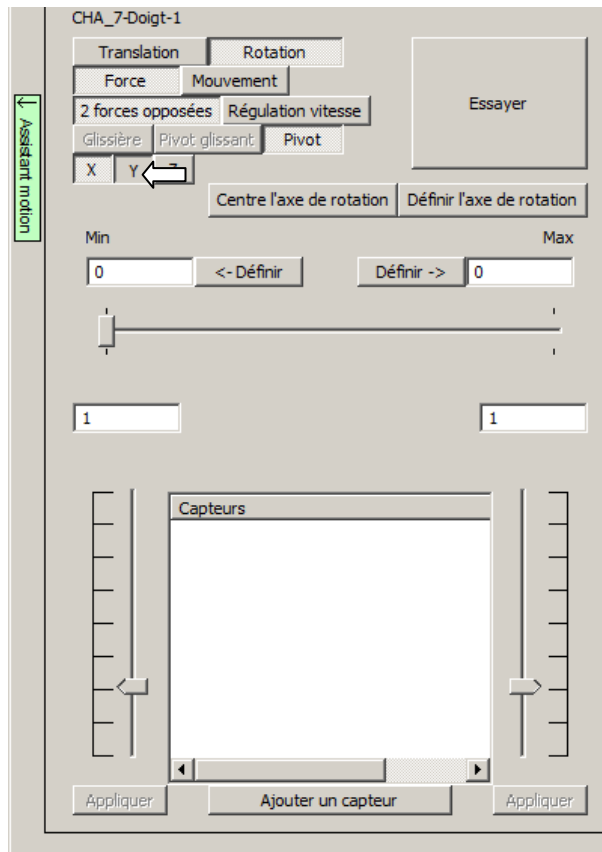 CHA_7-Doigt-1
Translation Rotation
Force Mouvement
2 forces opposées Régulation vitesse
Essayer
Glissière Pivot glissant Pivot
X Y Z
Centre l'axe de rotation Définir l'axe de rotation
↓ Assistant motion
Min Max
0 <- Définir Définir -> 0
1 1
Capteurs
Appliquer Ajouter un capteur Appliquer